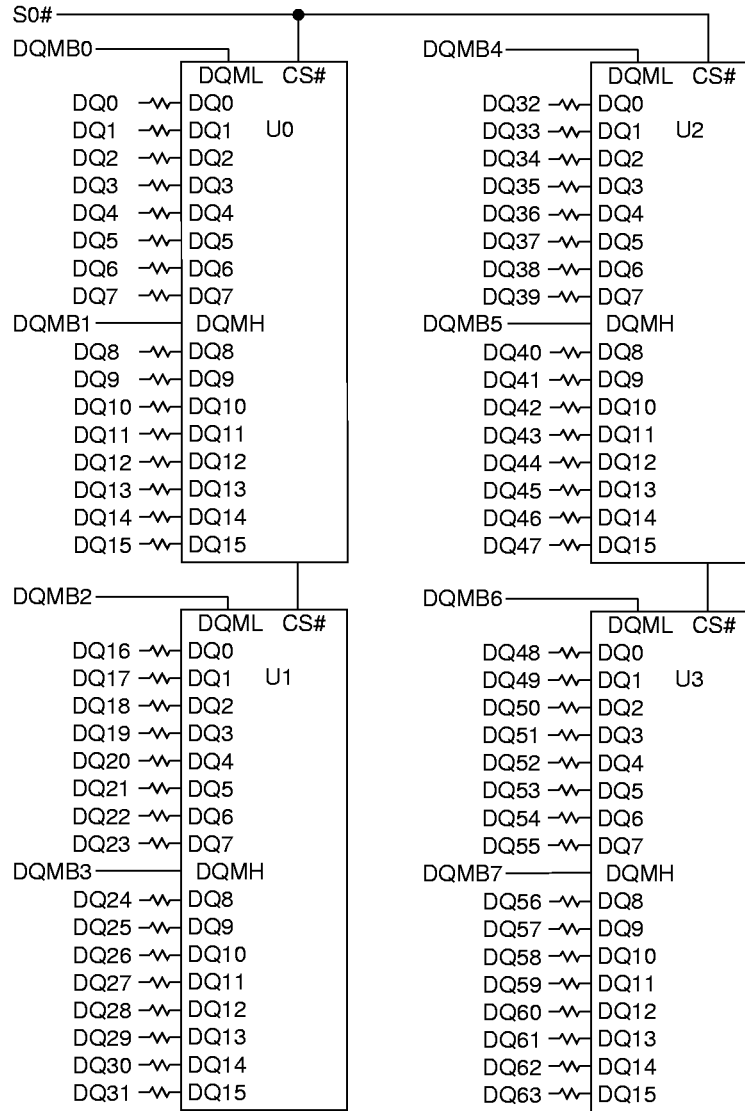 S0#
DQMB0
DQML CS#
DQ0 DQ0
DQ1 DQ1 U0
DQ2 DQ2
DQ3 DQ3
DQ4 DQ4
DQ5 DQ5
DQ6 DQ6
DQ7 DQ7
DQMB1 DQMH
DQ8 DQ8
DQ9 DQ9
DQ10 DQ10
DQ11 DQ11
DQ12 DQ12
DQ13 DQ13
DQ14 DQ14
DQ15 DQ15
DQMB2
DQML CS#
DQ16 DQ0
DQ17 DQ1 U1
DQ18 DQ2
DQ19 DQ3
DQ20 DQ4
DQ21 DQ5
DQ22 DQ6
DQ23 DQ7
DQMB3 DQMH
DQ24 DQ8
DQ25 DQ9
DQ26 DQ10
DQ27 DQ11
DQ28 DQ12
DQ29 DQ13
DQ30 DQ14
DQ31 DQ15
DQMB4
DQML CS#
DQ32 DQ0
DQ33 DQ1 U2
DQ34 DQ2
DQ35 DQ3
DQ36 DQ4
DQ37 DQ5
DQ38 DQ6
DQ39 DQ7
DQMB5 DQMH
DQ40 DQ8
DQ41 DQ9
DQ42 DQ10
DQ43 DQ11
DQ44 DQ12
DQ45 DQ13
DQ46 DQ14
DQ47 DQ15
DQMB6
DQML CS#
DQ48 DQ0
DQ49 DQ1 U3
DQ50 DQ2
DQ51 DQ3
DQ52 DQ4
DQ53 DQ5
DQ54 DQ6
DQ55 DQ7
DQMB7 DQMH
DQ56 DQ8
DQ57 DQ9
DQ58 DQ10
DQ59 DQ11
DQ60 DQ12
DQ61 DQ13
DQ62 DQ14
DQ63 DQ15